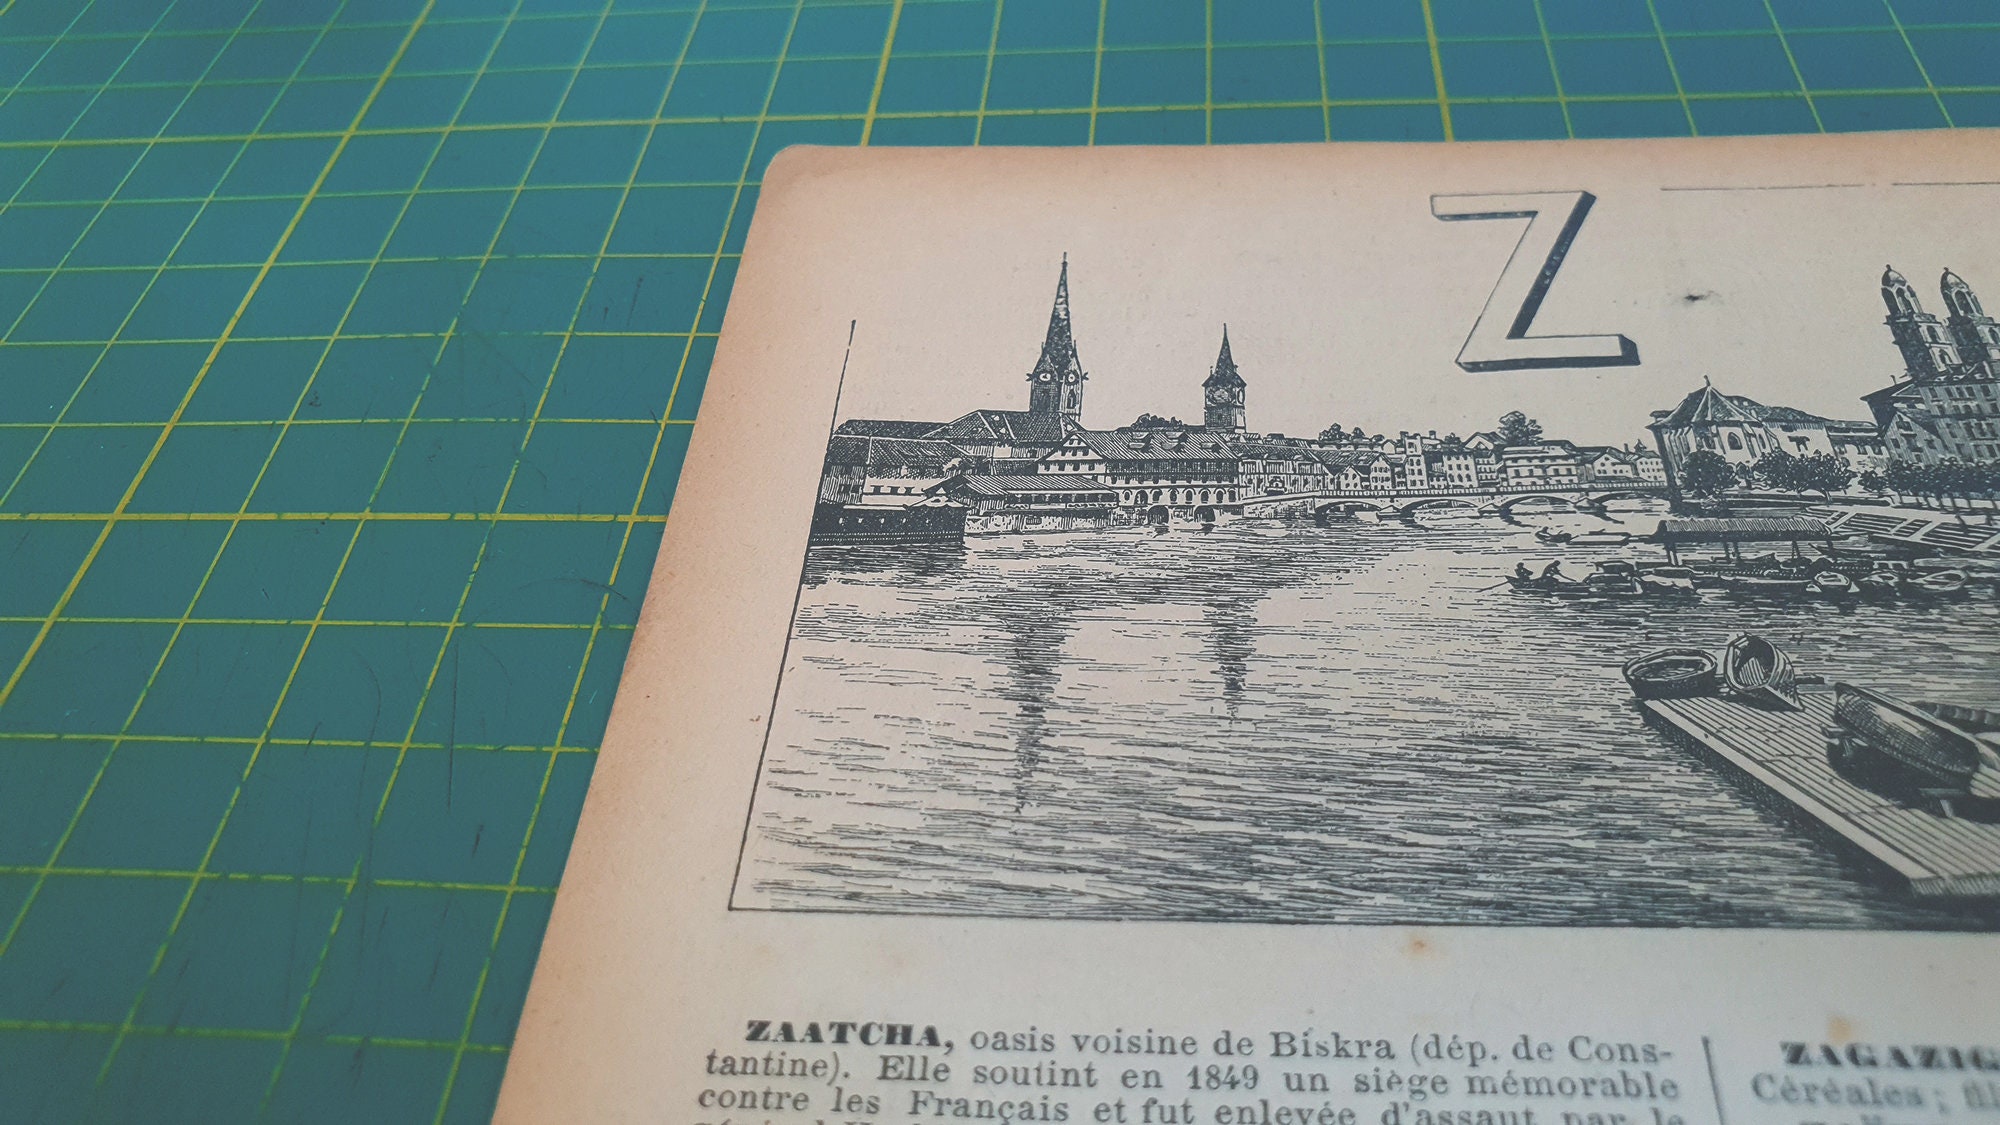 Z
ZAATCHA, oasis voisine de Biskra (dép. de Cons-
tantine). Elle soutint en 1849 un siège mémorable
contre les Français et fut enlevée d'assaut par le
ZAGAZIG
Céréales ;